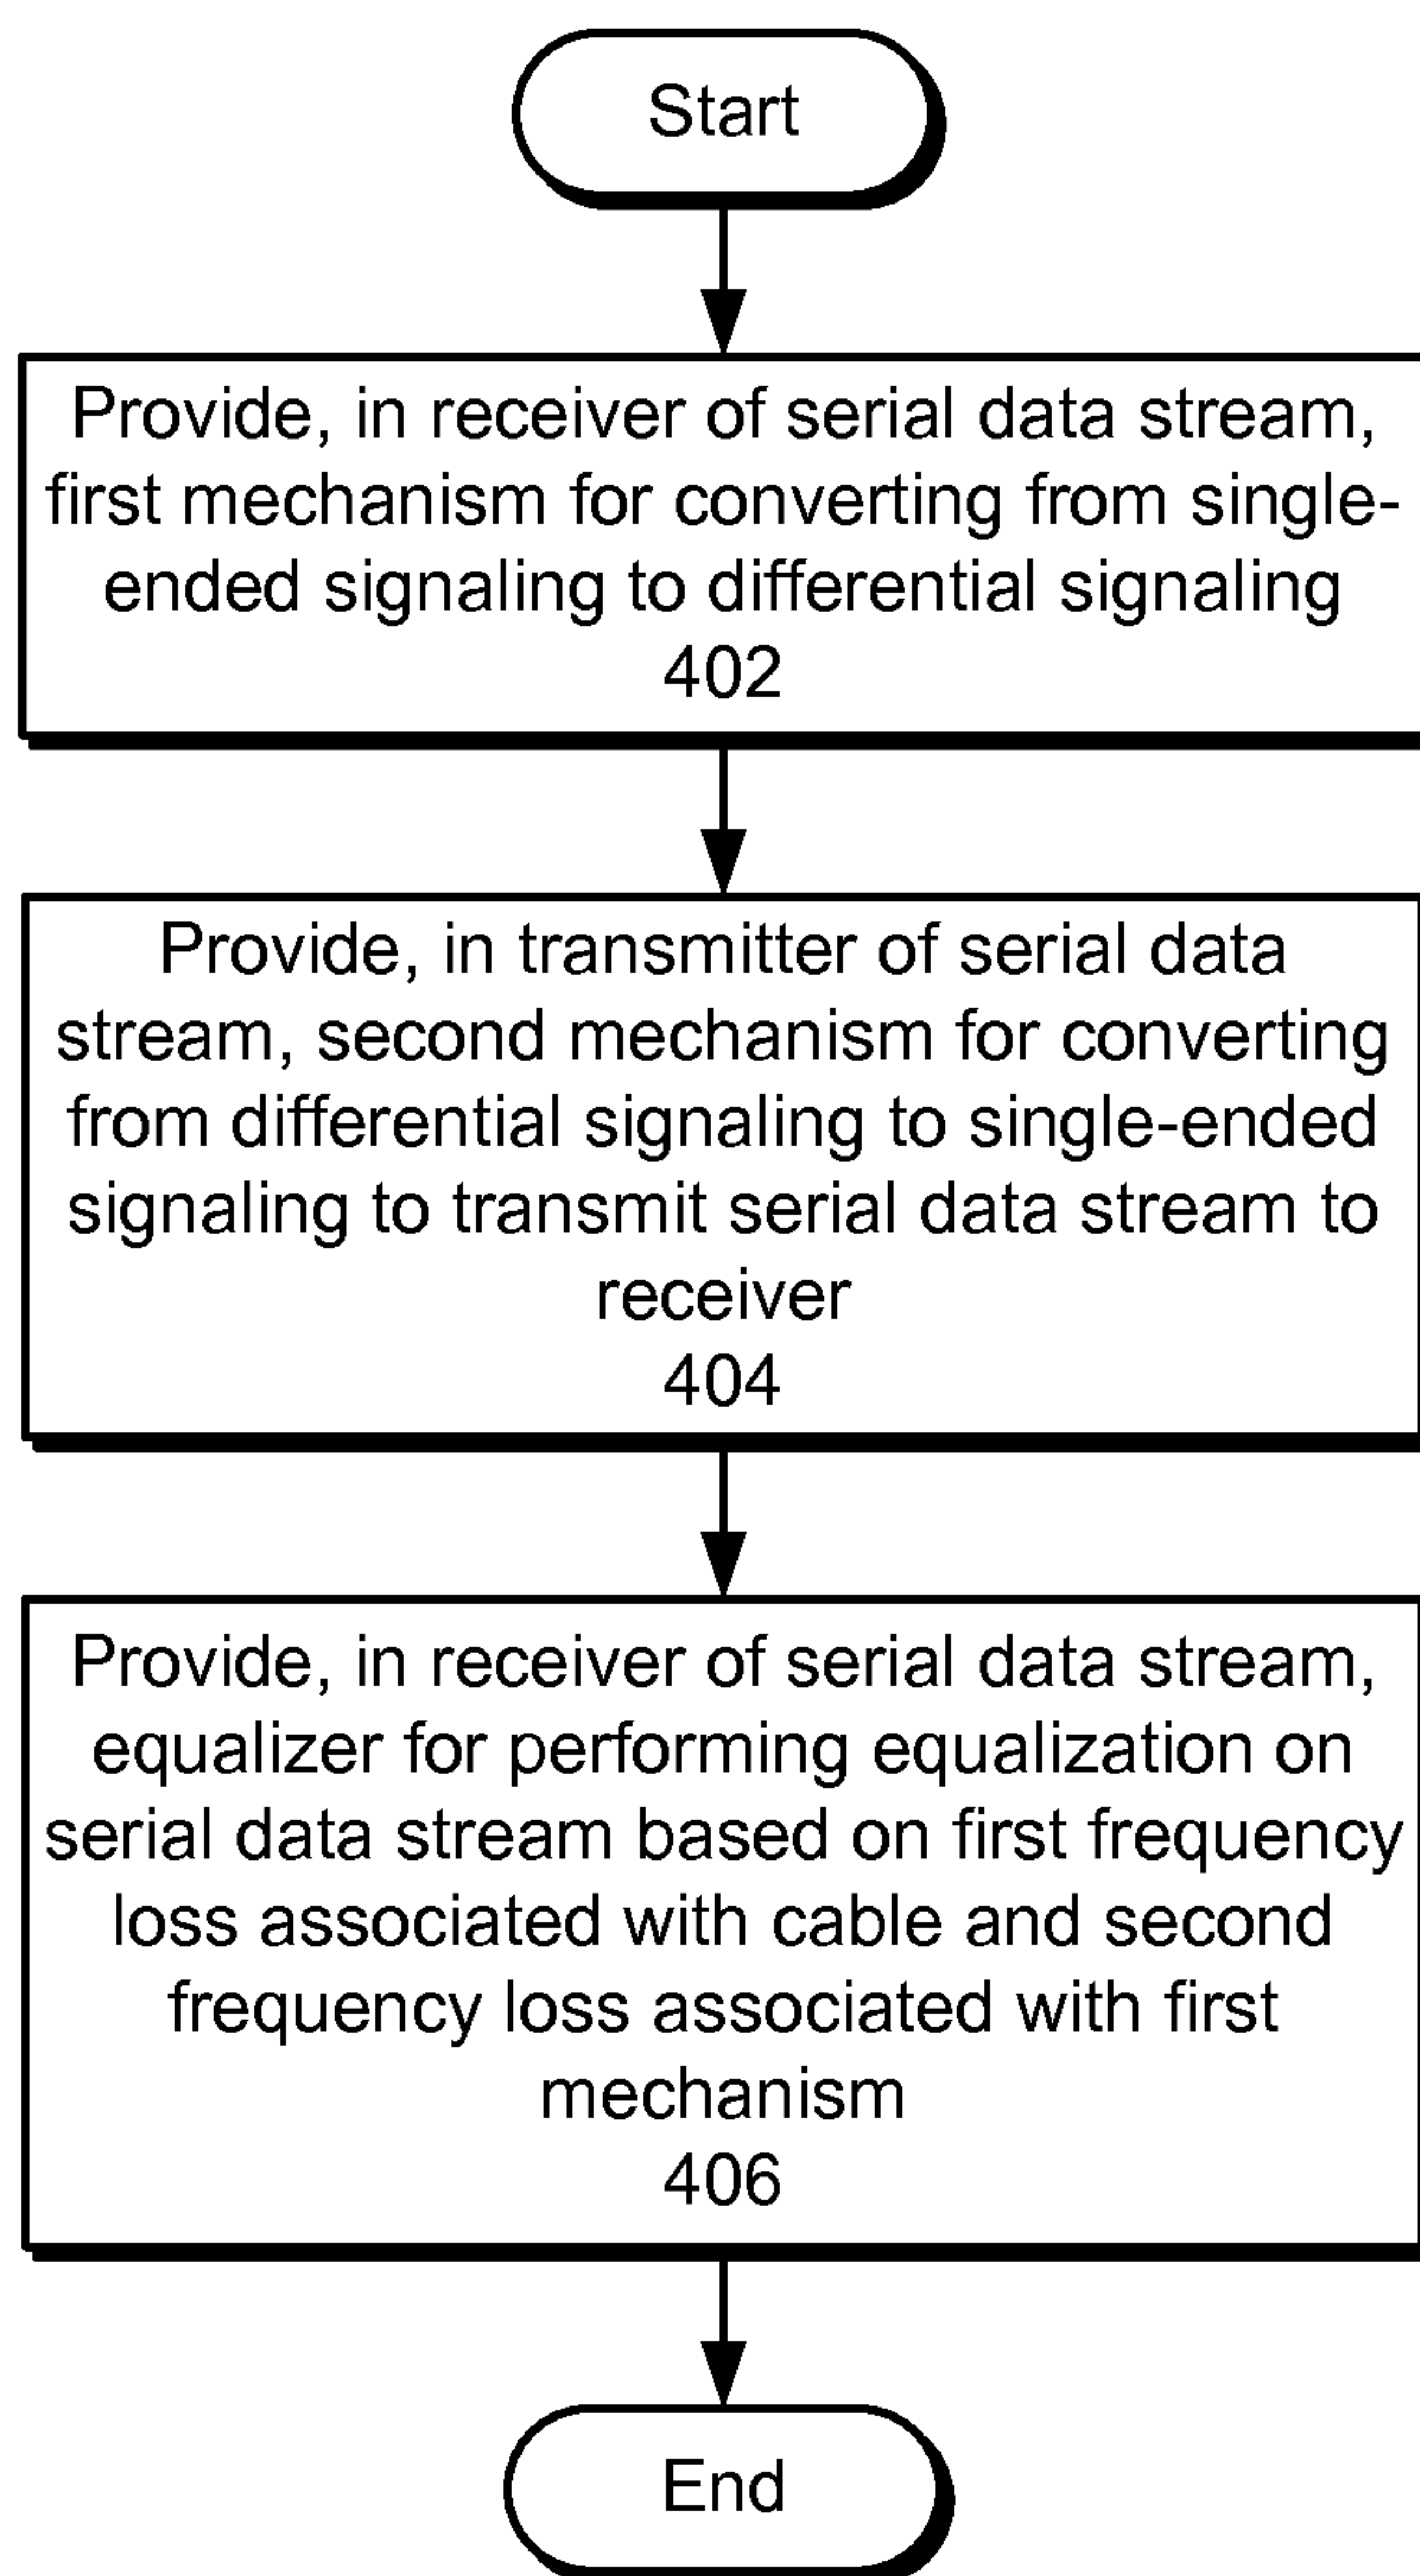 Start
Provide, in receiver of serial data stream,
first mechanism for converting from single-
ended signaling to differential signaling
402
Provide, in transmitter of serial data
stream, second mechanism for converting
from differential signaling to single-ended
signaling to transmit serial data stream to
receiver
404
Provide, in receiver of serial data stream,
equalizer for performing equalization on
serial data stream based on first frequency
loss associated with cable and second
frequency loss associated with first
mechanism
406
End